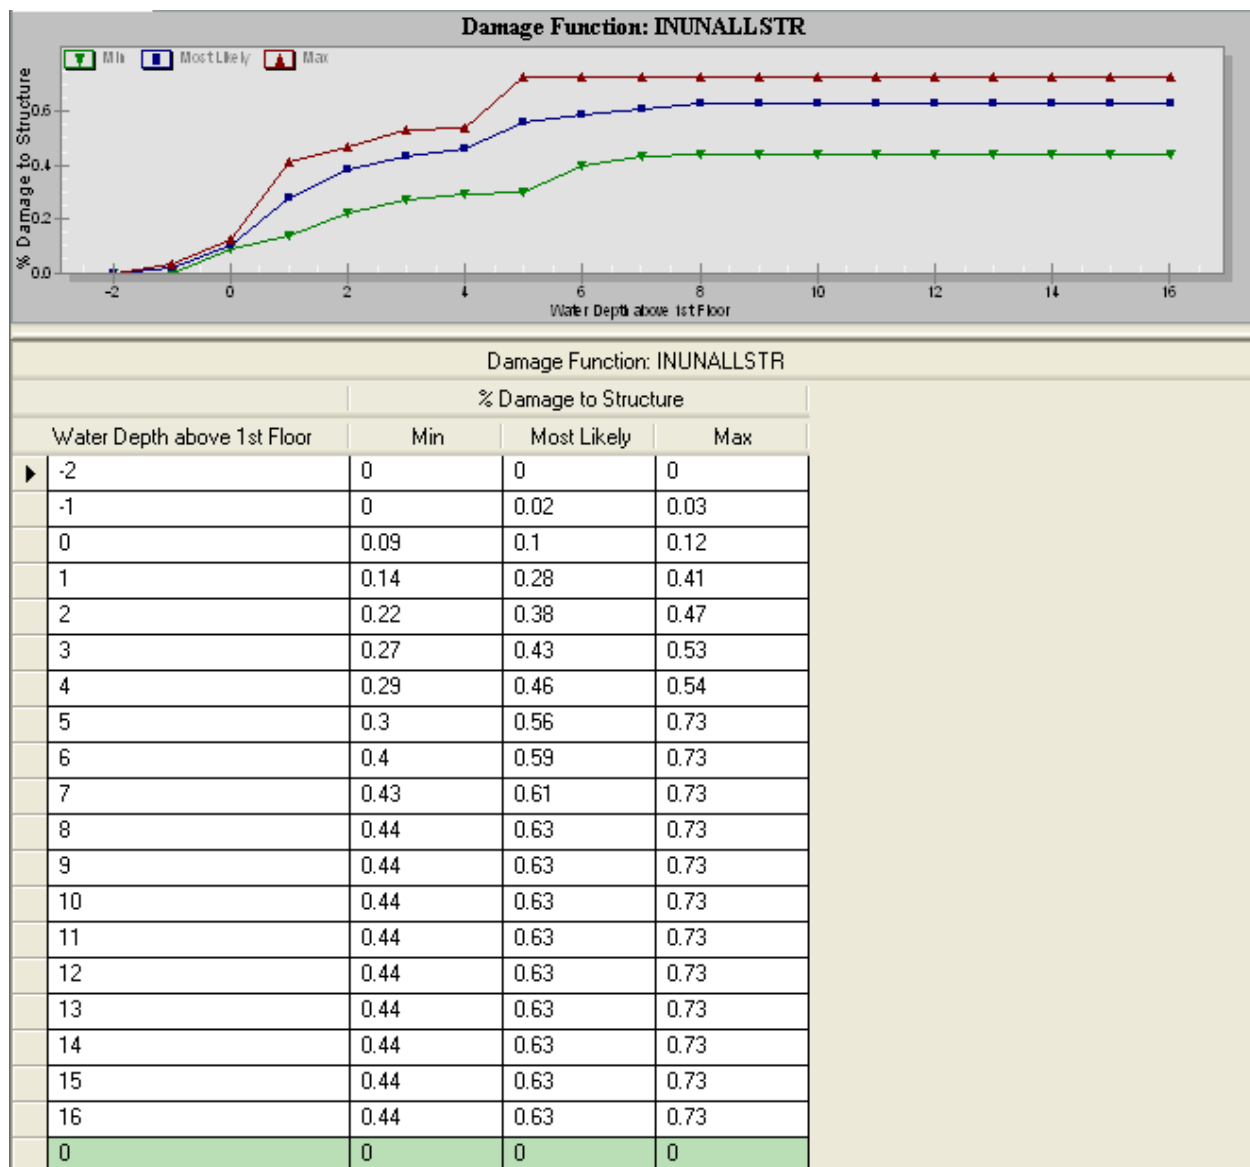 Damage Function: INUNALLSTR
Min Most Likely Max
% Damage to Structure
0.6
0.4
0.2
0.0
-2 0 2 4 6 8 10 12 14 16
Water Depth above 1st Floor
Damage Function: INUNALLSTR
% Damage to Structure
Water Depth above 1st Floor Min Most Likely Max
-2 0 0 0
-1 0 0.02 0.03
0 0.09 0.1 0.12
1 0.14 0.28 0.41
2 0.22 0.38 0.47
3 0.27 0.43 0.53
4 0.29 0.46 0.54
5 0.3 0.56 0.73
6 0.4 0.59 0.73
7 0.43 0.61 0.73
8 0.44 0.63 0.73
9 0.44 0.63 0.73
10 0.44 0.63 0.73
11 0.44 0.63 0.73
12 0.44 0.63 0.73
13 0.44 0.63 0.73
14 0.44 0.63 0.73
15 0.44 0.63 0.73
16 0.44 0.63 0.73
0 0 0 0